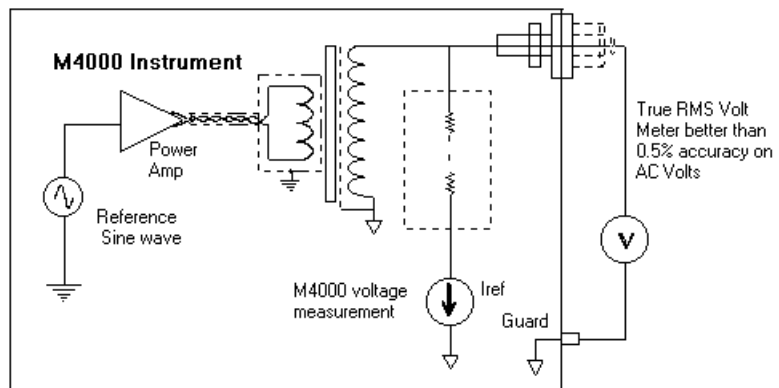 M4000 Instrument
Power
Amp
Reference
Sine wave
M4000 voltage
measurement
Iref
Guard
True RMS Volt
Meter better than
0.5% accuracy on
AC Volts
V